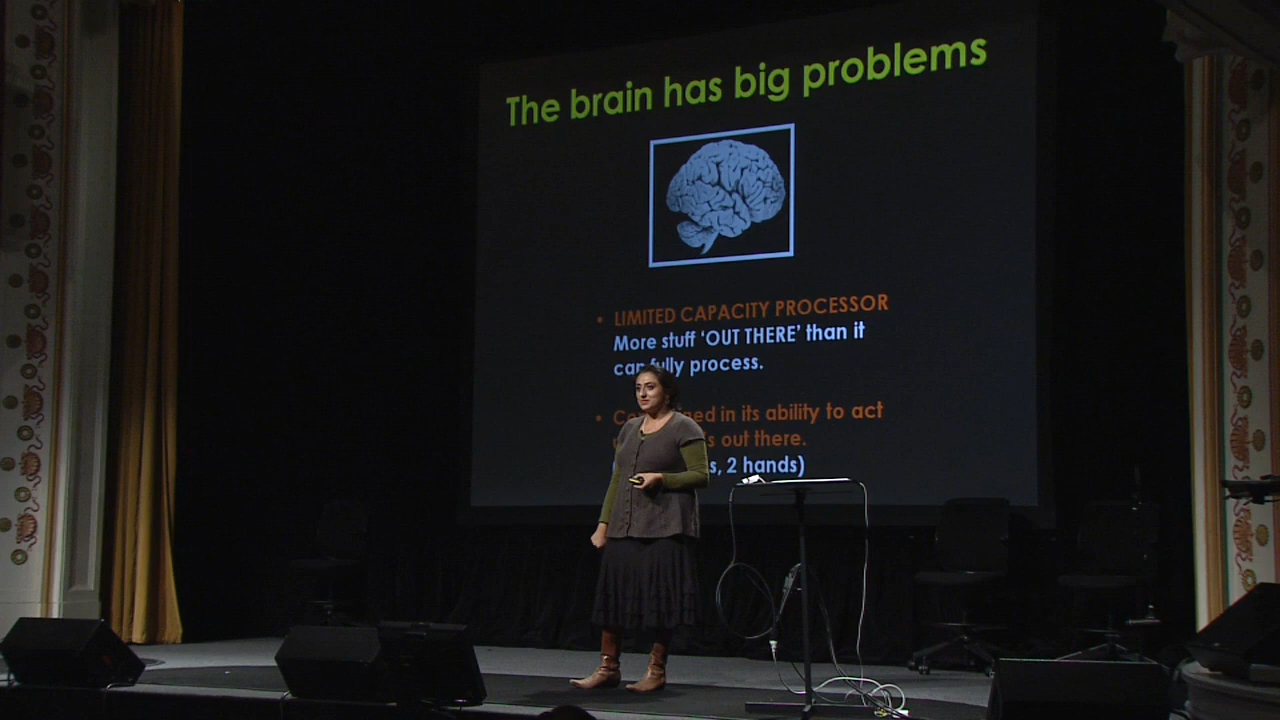 The brain has big problems
• LIMITED CAPACITY PROCESSOR
More stuff ‘OUT THERE’ than it
can fully process.
• in its ability to act
out there.
2 hands)